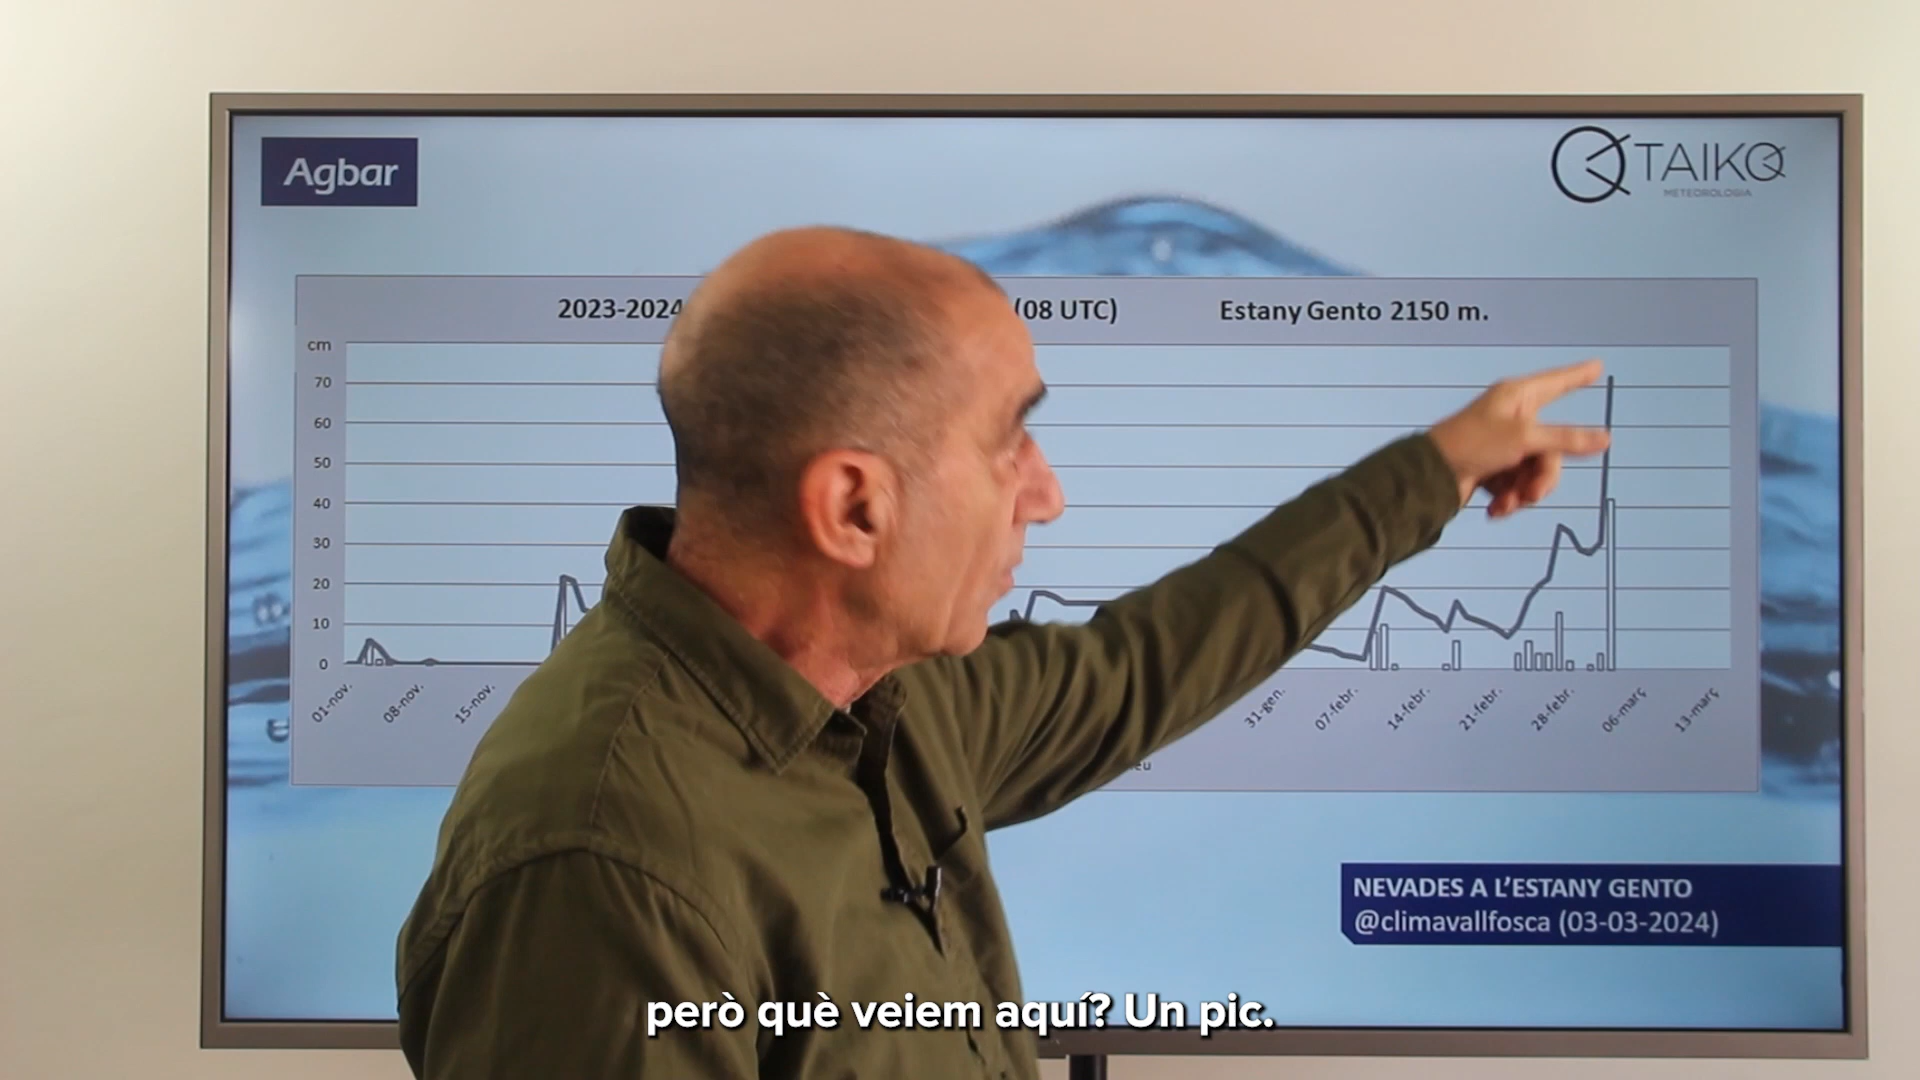 Agbar
TAIKO
METEOROLOGIA
2023-2024
(08 UTC)
Estany Gento 2150 m.
cm
70
60
50
40
30
20
10
0
01-nov.
08-nov.
15-nov.
31-gen.
07-febr.
14-febr.
21-febr.
28-febr.
06-març
13-març
NEVADES A L'ESTANY GENTO
@climavallfosca (03-03-2024)
però què veiem aquí? Un pic.